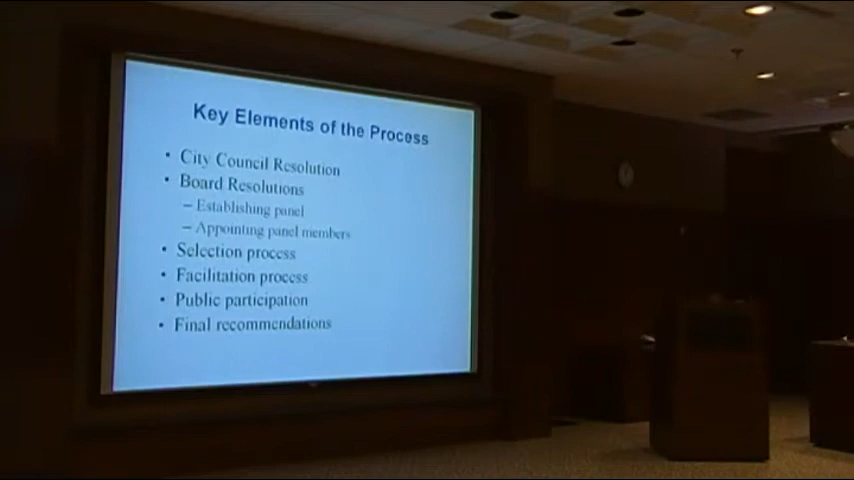 Key Elements of the Process
• City Council Resolution
• Board Resolutions
– Establishing panel
– Appointing panel members
• Selection process
• Facilitation process
• Public participation
• Final recommendations